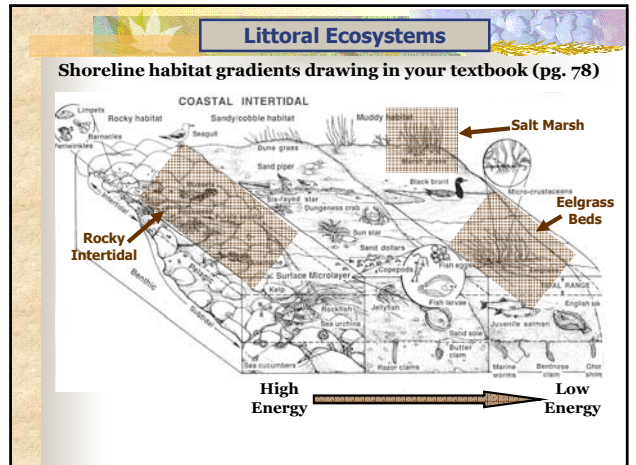 Littoral Ecosystems
Shoreline habitat gradients drawing in your textbook (pg. 78)
COASTAL INTERTIDAL
Limpets
Rocky habitat
Sandy/cobble habitat
Muddy habitat
Barnacles
Periwinkles
Seagull
Dune grass
Salt Marsh
Sand piper
Black brant
Micro-crustaceans
Six-rayed star
Dungeness crab
Eelgrass
Beds
Intertidal
Rocky
Intertidal
Sun star
Sand dollars
Copepods
Fish eggs
Surface Microlayer
TIDAL RANGE
Benthic
Pelagic
Subtidal
Kelp
Rockfish
Sea urchins
Jellyfish
Fish larvae
English
Juvenile salmon
Sand sole
Butter
clam
Sea cucumbers
Razor clams
Marine
worms
Bentnose
clam
High
Energy
Low
Energy